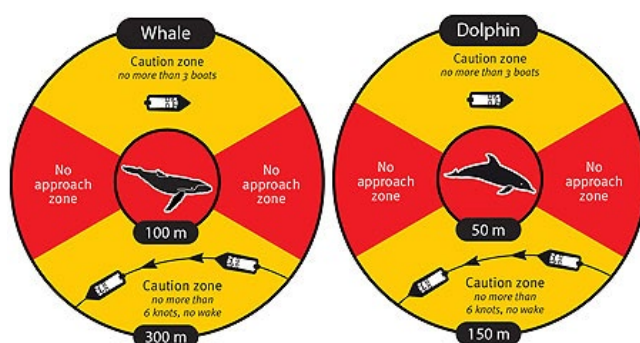 Whale
Caution zone
no more than 3 boats
No
approach
zone
No
approach
zone
100 m
Caution zone
no more than
6 knots, no wake
300 m
Dolphin
Caution zone
no more than 3 boats
No
approach
zone
No
approach
zone
50 m
Caution zone
no more than
6 knots, no wake
150 m